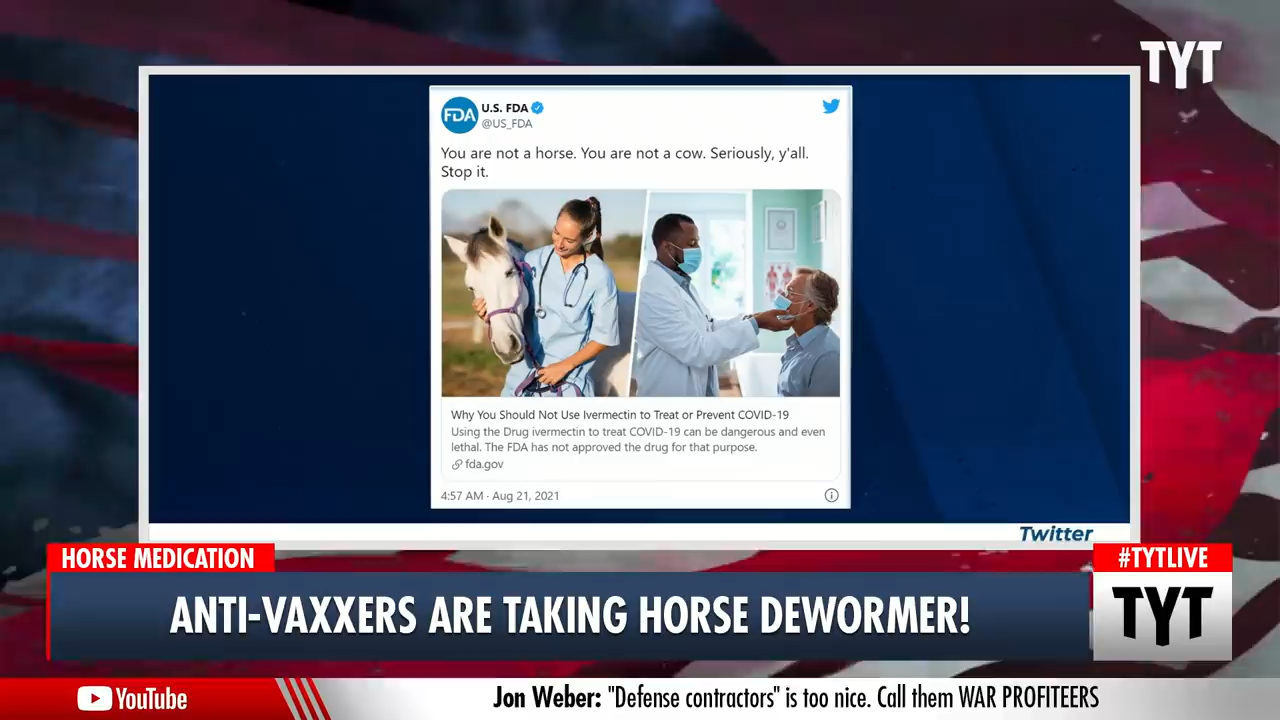 TYT
FDA
U.S. FDA
@US_FDA
You are not a horse. You are not a cow. Seriously, y'all.
Stop it.
Why You Should Not Use Ivermectin to Treat or Prevent COVID-19
Using the Drug ivermectin to treat COVID-19 can be dangerous and even
lethal. The FDA has not approved the drug for that purpose.
fda.gov
4:57 AM · Aug 21, 2021
Twitter
HORSE MEDICATION
#TYTLIVE
ANTI-VAXXERS ARE TAKING HORSE DEWORMER!
TYT
YouTube
Jon Weber: "Defense contractors" is too nice. Call them WAR PROFITEERS